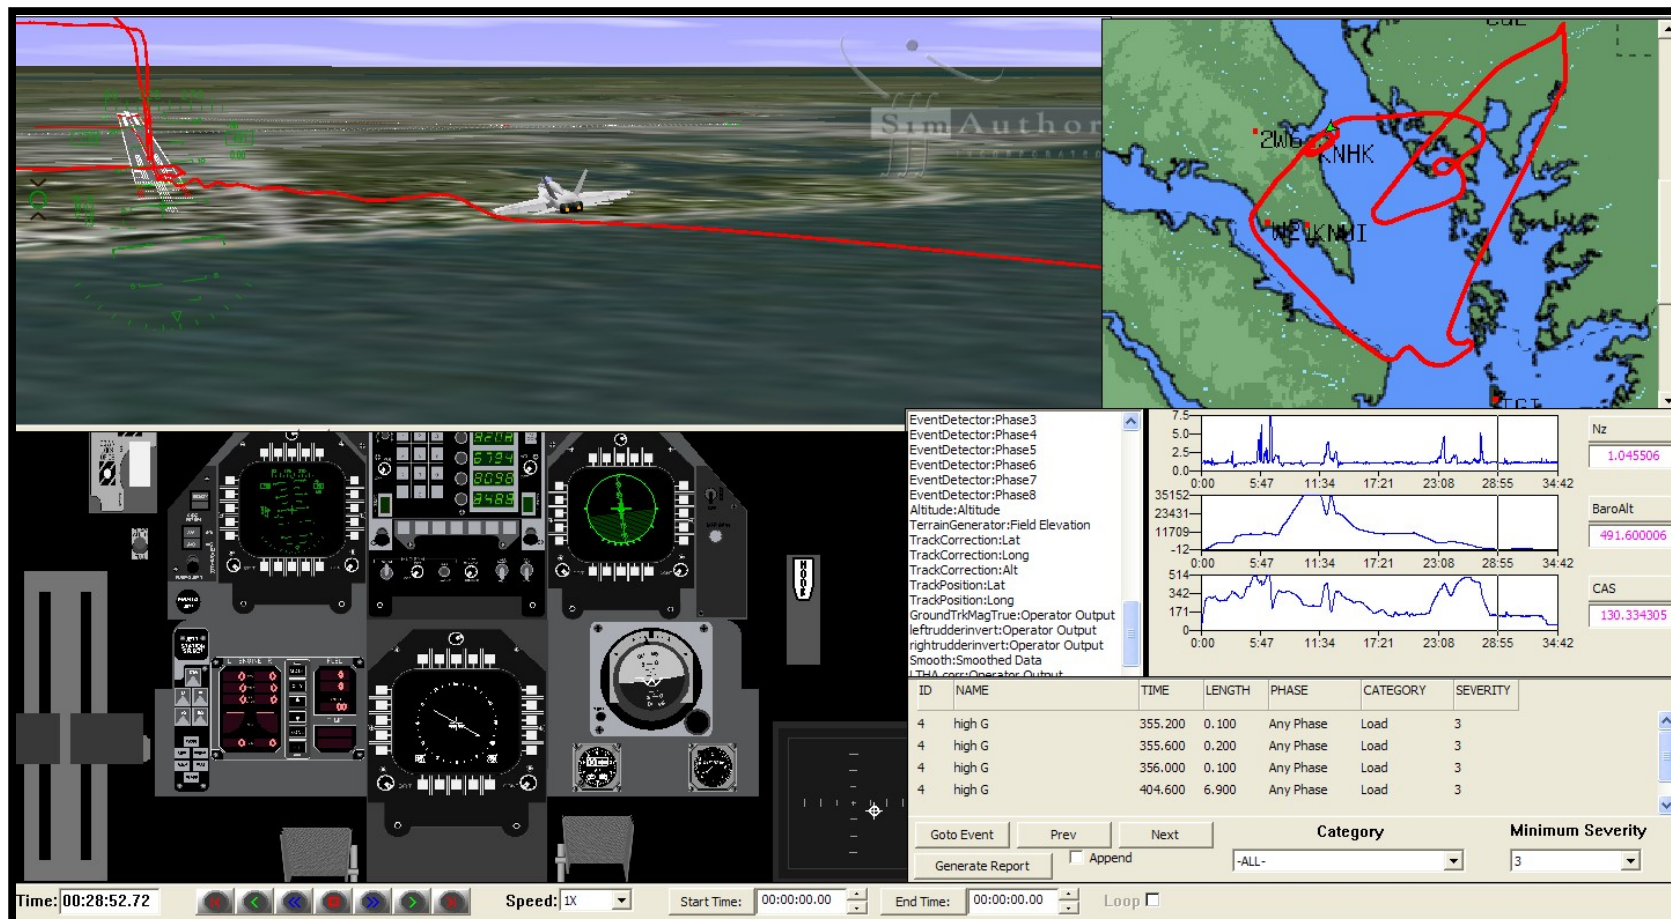 SimAuthor
INCORPORATED
2W6
KNHK
W2
KNUI
TGI
EventDetector:Phase3
EventDetector:Phase4
EventDetector:Phase5
EventDetector:Phase6
EventDetector:Phase7
EventDetector:Phase8
Altitude:Altitude
TerrainGenerator:Field Elevation
TrackCorrection:Lat
TrackCorrection:Long
TrackCorrection:Alt
TrackPosition:Lat
TrackPosition:Long
GroundTrkMagTrue:Operator Output
leftrudderinvert:Operator Output
rightrudderinvert:Operator Output
Smooth:Smoothed Data
LTHA corr:Operator Output
7.5
5.0
2.5
0.0
0:00 5:47 11:34 17:21 23:08 28:55 34:42
Nz
1.045506
35152
23431
11709
-12
0:00 5:47 11:34 17:21 23:08 28:55 34:42
BaroAlt
491.600006
514
342
171
0
0:00 5:47 11:34 17:21 23:08 28:55 34:42
CAS
130.334305
ID NAME TIME LENGTH PHASE CATEGORY SEVERITY
4 high G 355.200 0.100 Any Phase Load 3
4 high G 355.600 0.200 Any Phase Load 3
4 high G 356.000 0.100 Any Phase Load 3
4 high G 404.600 6.900 Any Phase Load 3
Goto Event Prev Next Category Minimum Severity
Generate Report Append -ALL- 3
HOOK
Time: 00:28:52.72 Speed: 1X Start Time: 00:00:00.00 End Time: 00:00:00.00 Loop